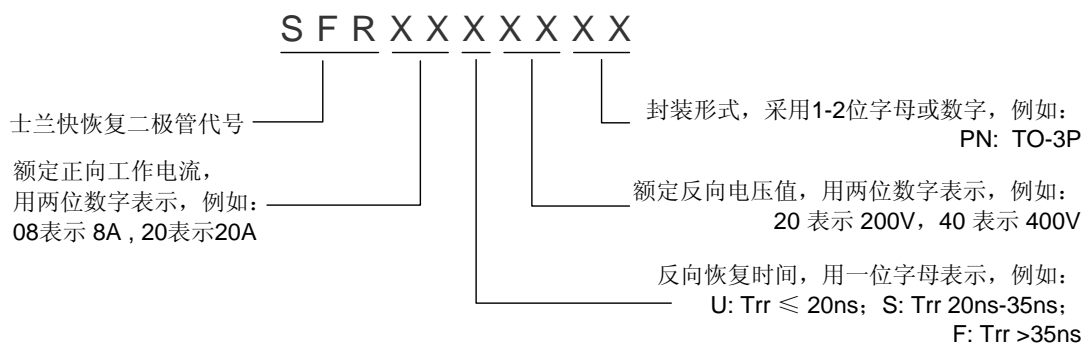 S F R X X X X X X X
士兰快恢复二极管代号
额定正向工作电流，
用两位数字表示，例如：
08表示 8A , 20表示20A
封装形式，采用1-2位字母或数字，例如：
PN: TO-3P
额定反向电压值，用两位数字表示，例如：
20 表示 200V，40 表示 400V
反向恢复时间，用一位字母表示，例如：
U: Trr ≤ 20ns；S: Trr 20ns-35ns；
F: Trr >35ns